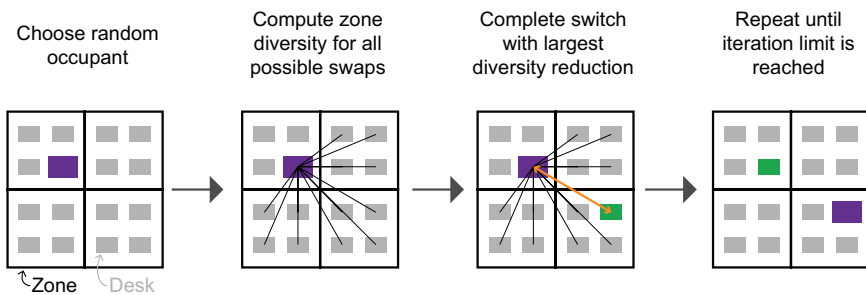 Choose random
occupant
Compute zone
diversity for all
possible swaps
Complete switch
with largest
diversity reduction
Repeat until
iteration limit is
reached
Zone
Desk